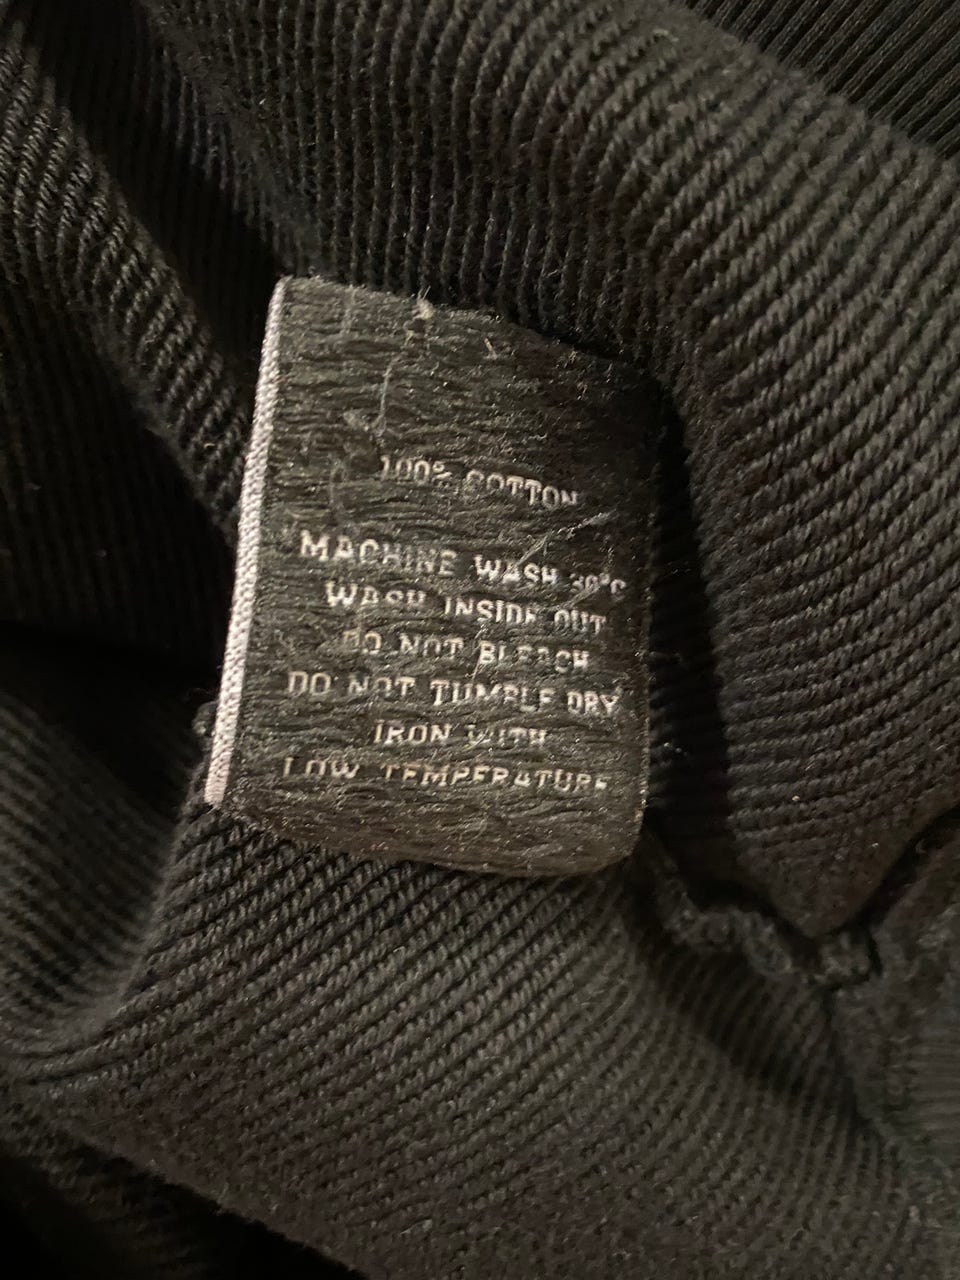 100% COTTON
MACHINE WASH 30°C
WASH INSIDE OUT
DO NOT BLEACH
DO NOT TUMBLE DRY
IRON WITH
LOW TEMPERATURE